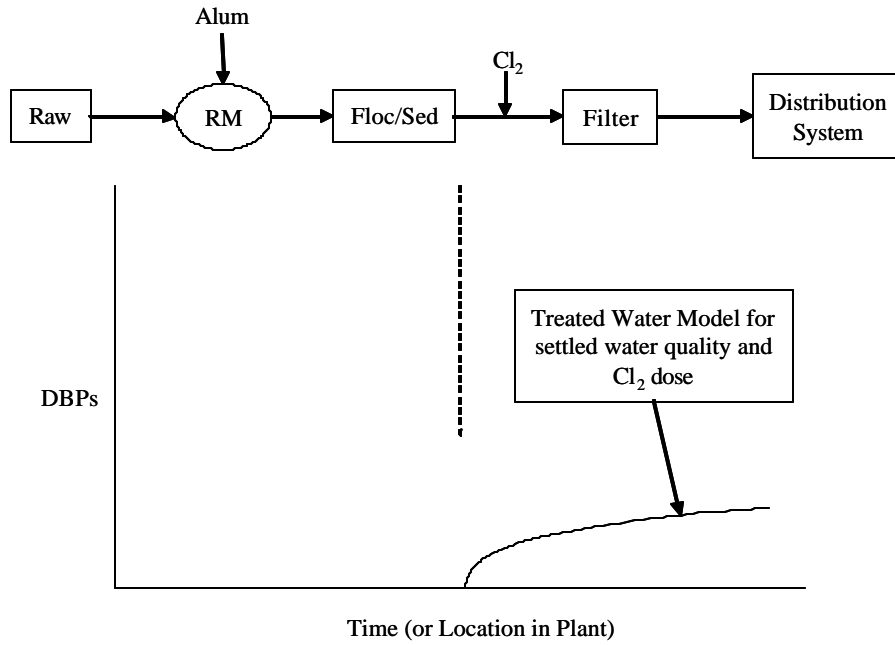 Alum
Cl₂
Raw
RM
Floc/Sed
Filter
Distribution
System
Treated Water Model for
settled water quality and
Cl₂ dose
DBPs
Time (or Location in Plant)